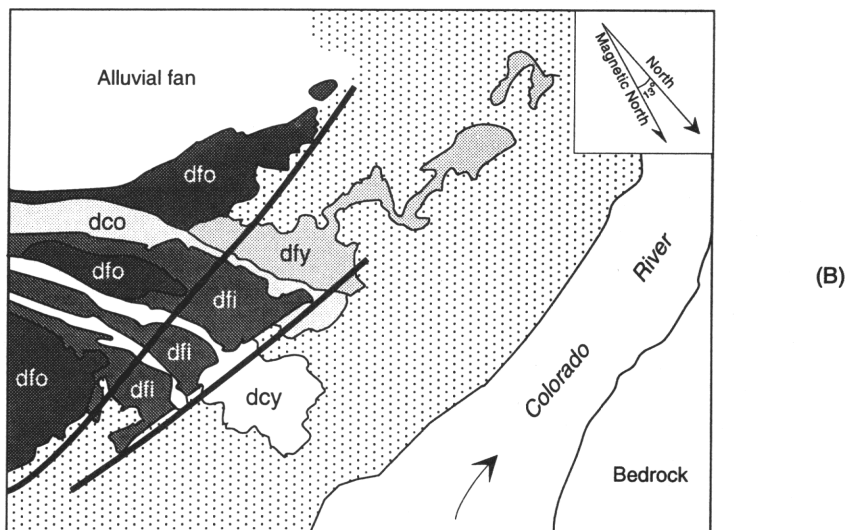 Alluvial fan
North
Magnetic North
13°
dfo
dco
dfy
dfo
dfi
dfi
dfo
dfi
dcy
River
Colorado
Bedrock
(B)